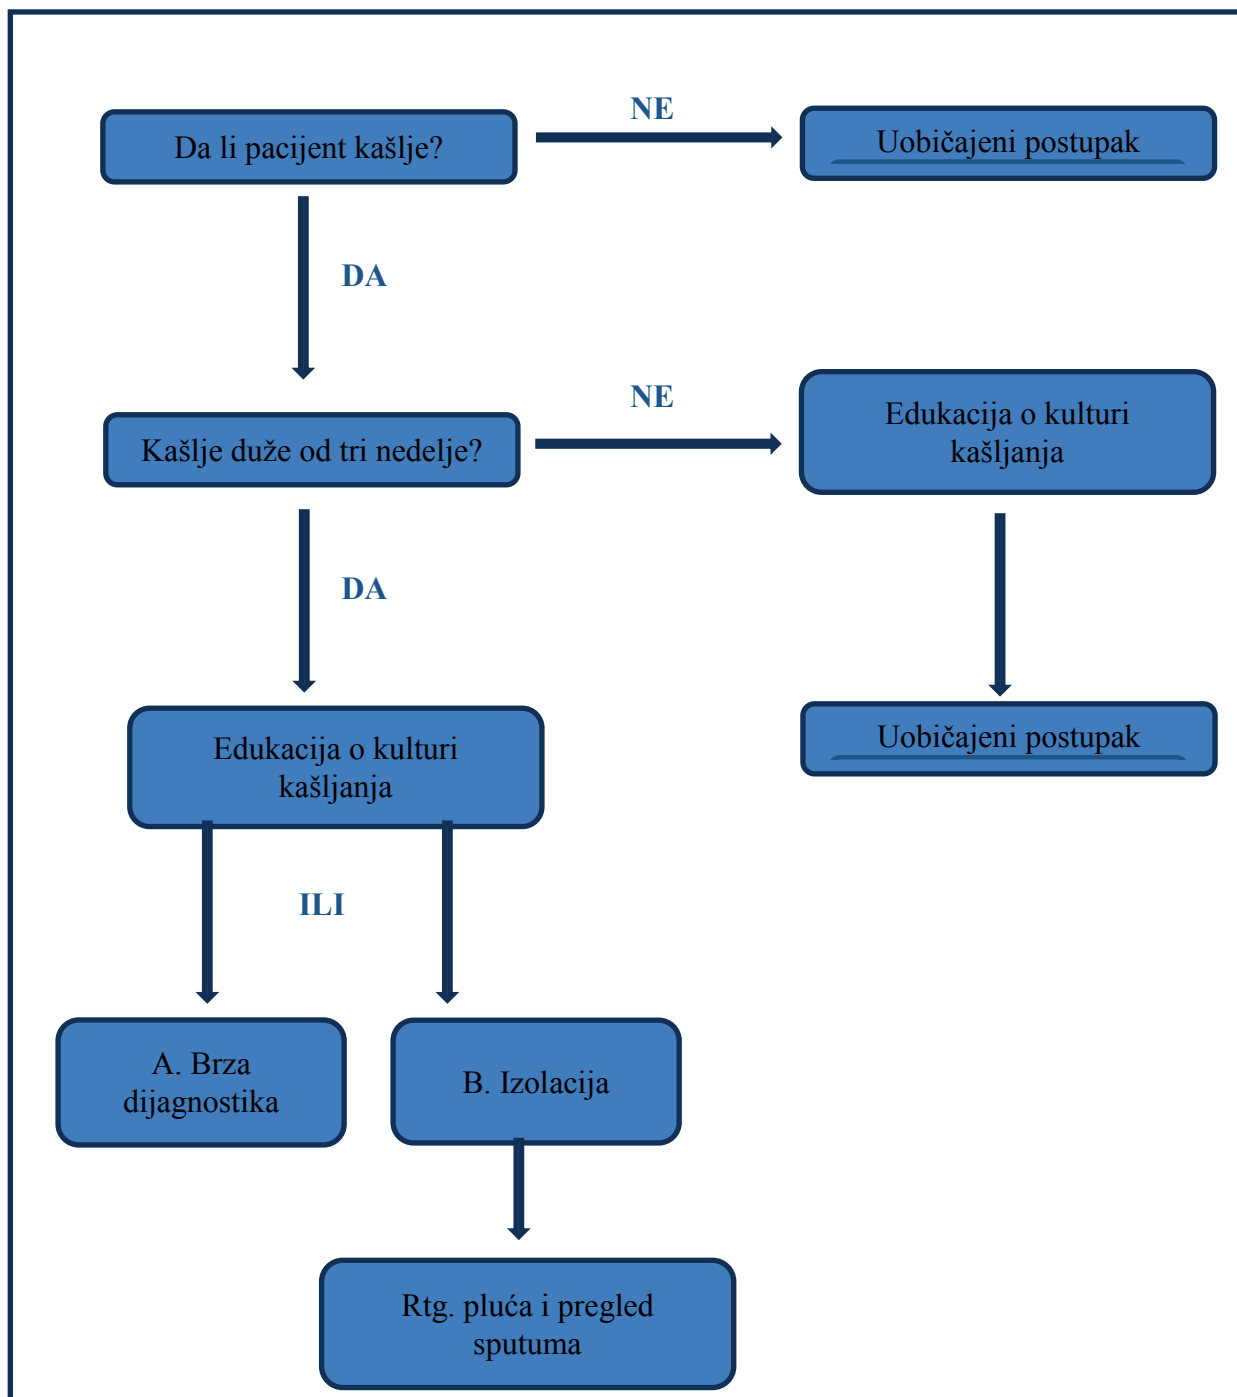 Da li pacijent kašlje?
NE
Uobičajeni postupak
DA
Kašlje duže od tri nedelje?
NE
Edukacija o kulturi
kašljanja
DA
Uobičajeni postupak
Edukacija o kulturi
kašljanja
ILI
A. Brza
dijagnostika
B. Izolacija
Rtg. pluća i pregled
sputuma